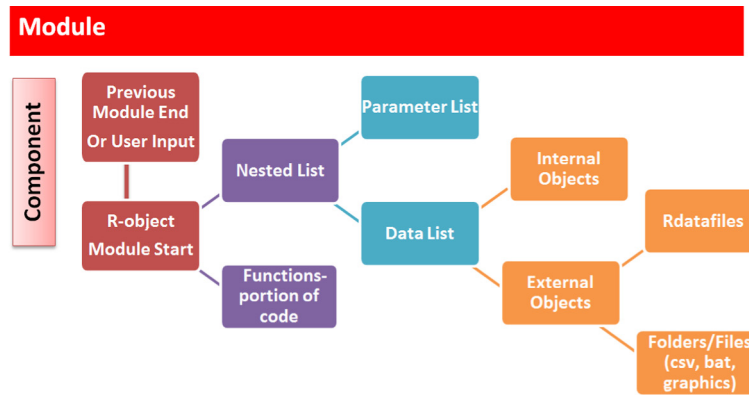 Module
Component
Previous
Module End
Or User Input
R-object
Module Start
Nested List
Functions-
portion of
code
Parameter List
Data List
Internal
Objects
External
Objects
Rdatafiles
Folders/Files
(csv, bat,
graphics)